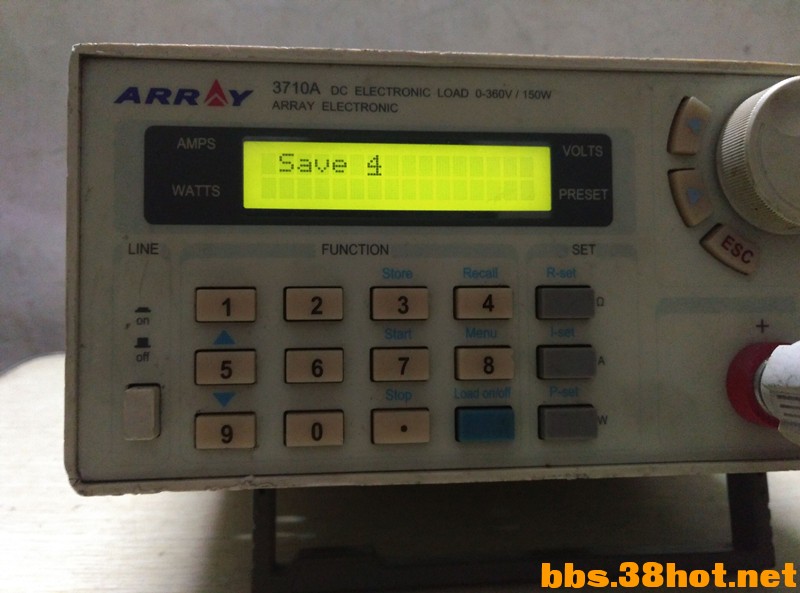 ARRAY 3710A DC ELECTRONIC LOAD 0-360V / 150W
ARRAY ELECTRONIC
AMPS
VOLTS
WATTS
PRESET
Save 4
LINE
FUNCTION
SET
ESC
Store
Recall
R-set
1
2
3
4
Ω
on
off
Start
Menu
I-set
5
6
7
8
A
Stop
Load on/off
P-set
9
0
.
W
+
bbs.38hot.net